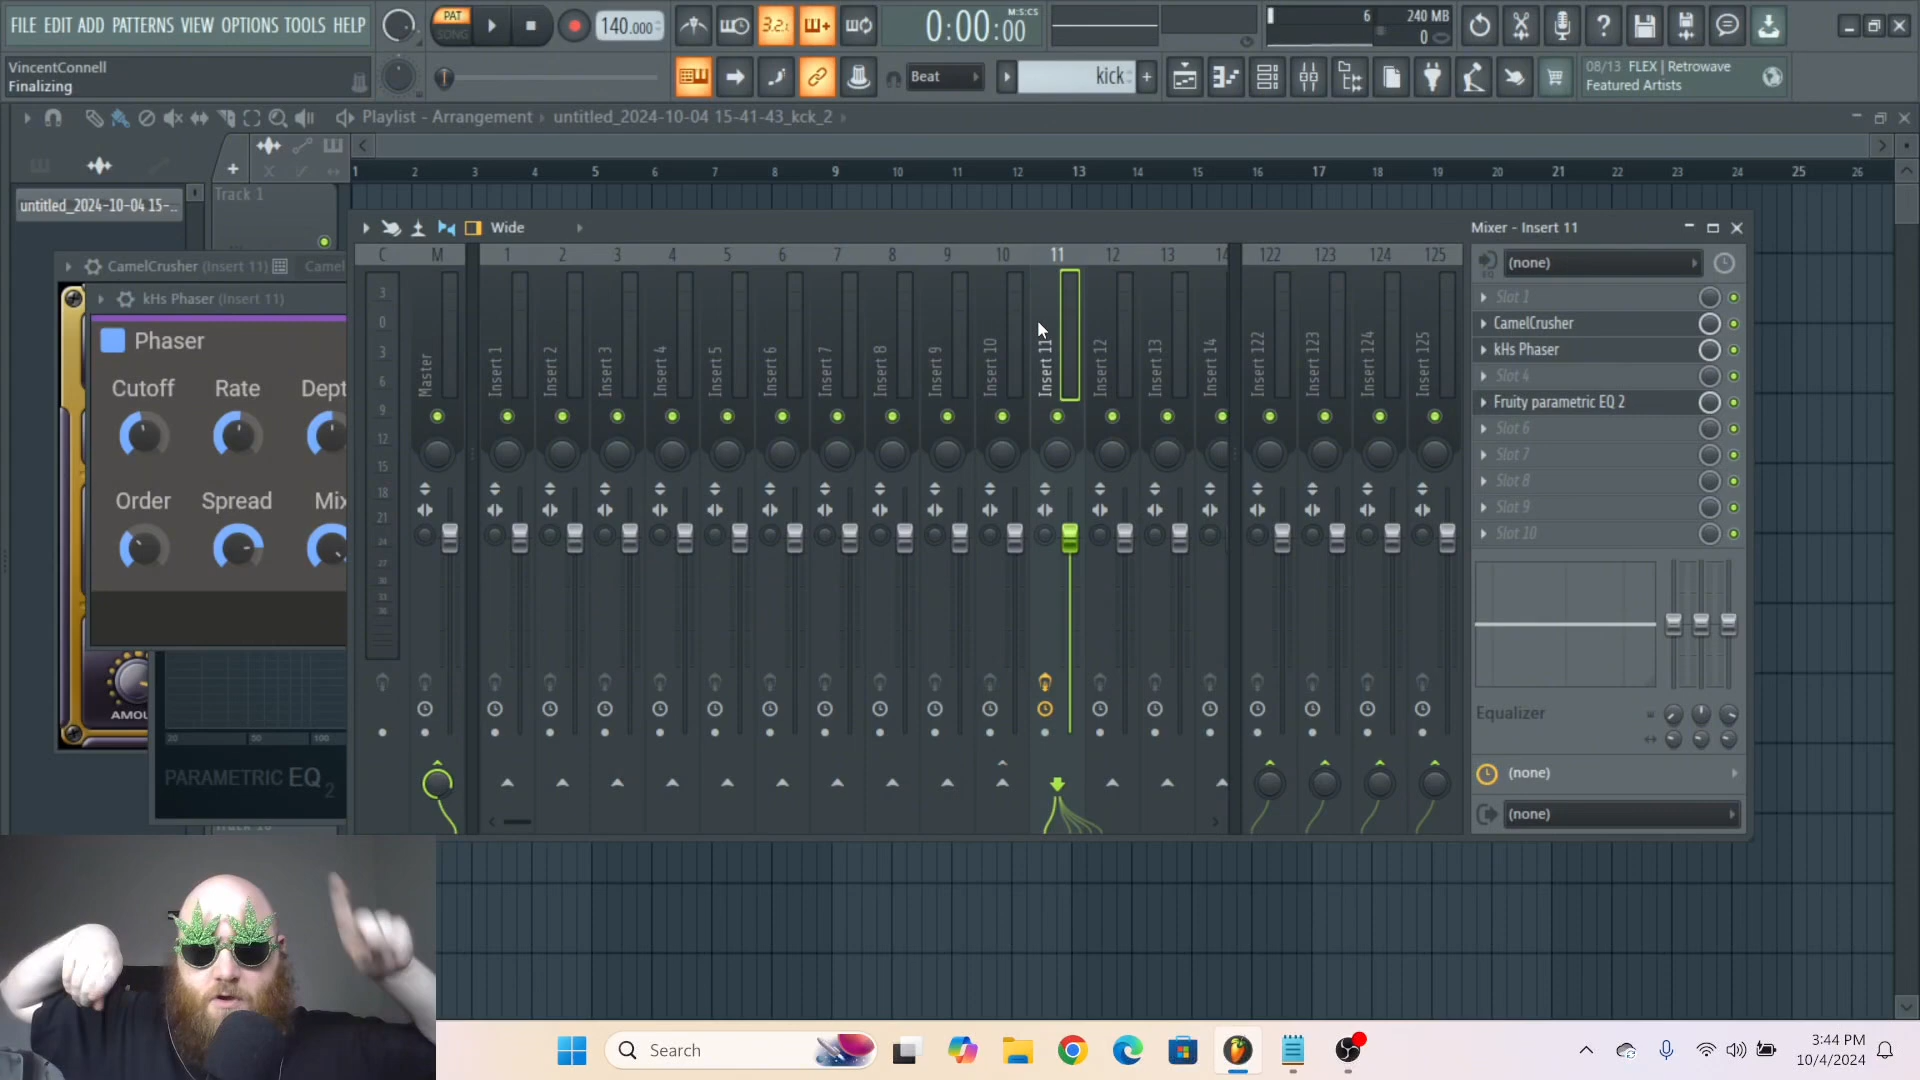 FILE EDIT ADD PATTERNS VIEW OPTIONS TOOLS HELP
PAT
SONG
140.000
3.2.
0:00:00
M:S:CS
6
240 MB
0
VincentConnell
Finalizing
Beat
kick
08/13 FLEX | Retrowave
Featured Artists
Playlist - Arrangement
untitled_2024-10-04 15-41-43_kck_2
1 2 3 4 5 6 7 8 9 10 11 12 13 14 15 16 17 18 19 20 21 22 23 24 25 26
untitled_2024-10-04 15-..
Track 1
Wide
Mixer - Insert 11
CamelCrusher (Insert 11)
Camel
C M 1 2 3 4 5 6 7 8 9 10 11 12 13 14 122 123 124 125
(none)
kHs Phaser (Insert 11)
Slot 1
CamelCrusher
kHs Phaser
Slot 4
Fruity parametric EQ 2
Slot 6
Slot 7
Slot 8
Slot 9
Slot 10
Phaser
Cutoff Rate Dept
Order Spread Mix
3
0
3
6
9
12
15
18
21
24
27
30
33
36
Master
Insert 1
Insert 2
Insert 3
Insert 4
Insert 5
Insert 6
Insert 7
Insert 8
Insert 9
Insert 10
Insert 11
Insert 12
Insert 13
Insert 14
Insert 122
Insert 123
Insert 124
Insert 125
AMOU
20 50 100
PARAMETRIC EQ 2
Equalizer
(none)
(none)
Search
3:44 PM
10/4/2024